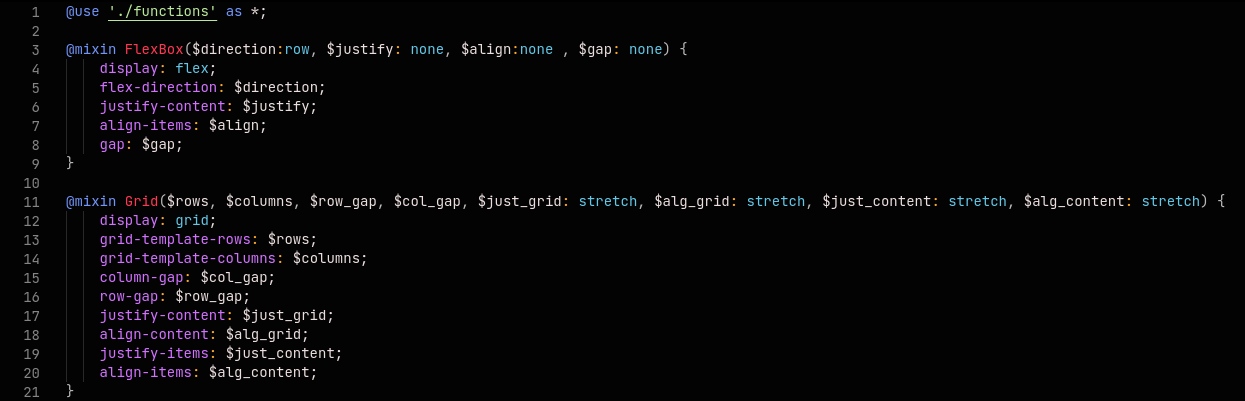 1 @use './functions' as *;
2
3 @mixin FlexBox($direction:row, $justify: none, $align:none , $gap: none) {
4     display: flex;
5     flex-direction: $direction;
6     justify-content: $justify;
7     align-items: $align;
8     gap: $gap;
9 }
10
11 @mixin Grid($rows, $columns, $row_gap, $col_gap, $just_grid: stretch, $alg_grid: stretch, $just_content: stretch, $alg_content: stretch) {
12     display: grid;
13     grid-template-rows: $rows;
14     grid-template-columns: $columns;
15     column-gap: $col_gap;
16     row-gap: $row_gap;
17     justify-content: $just_grid;
18     align-content: $alg_grid;
19     justify-items: $just_content;
20     align-items: $alg_content;
21 }